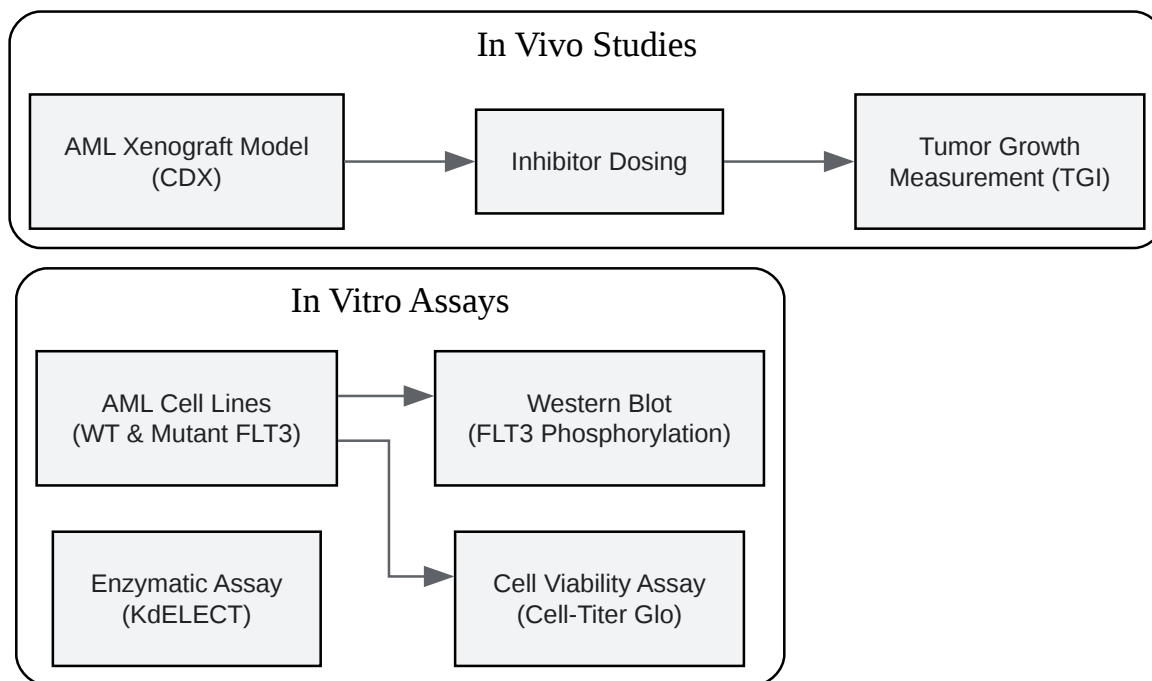 In Vivo Studies
AML Xenograft Model
(CDX)
Inhibitor Dosing
Tumor Growth
Measurement (TGI)
In Vitro Assays
AML Cell Lines
(WT & Mutant FLT3)
Western Blot
(FLT3 Phosphorylation)
Enzymatic Assay
(KdELECT)
Cell Viability Assay
(Cell-Titer Glo)